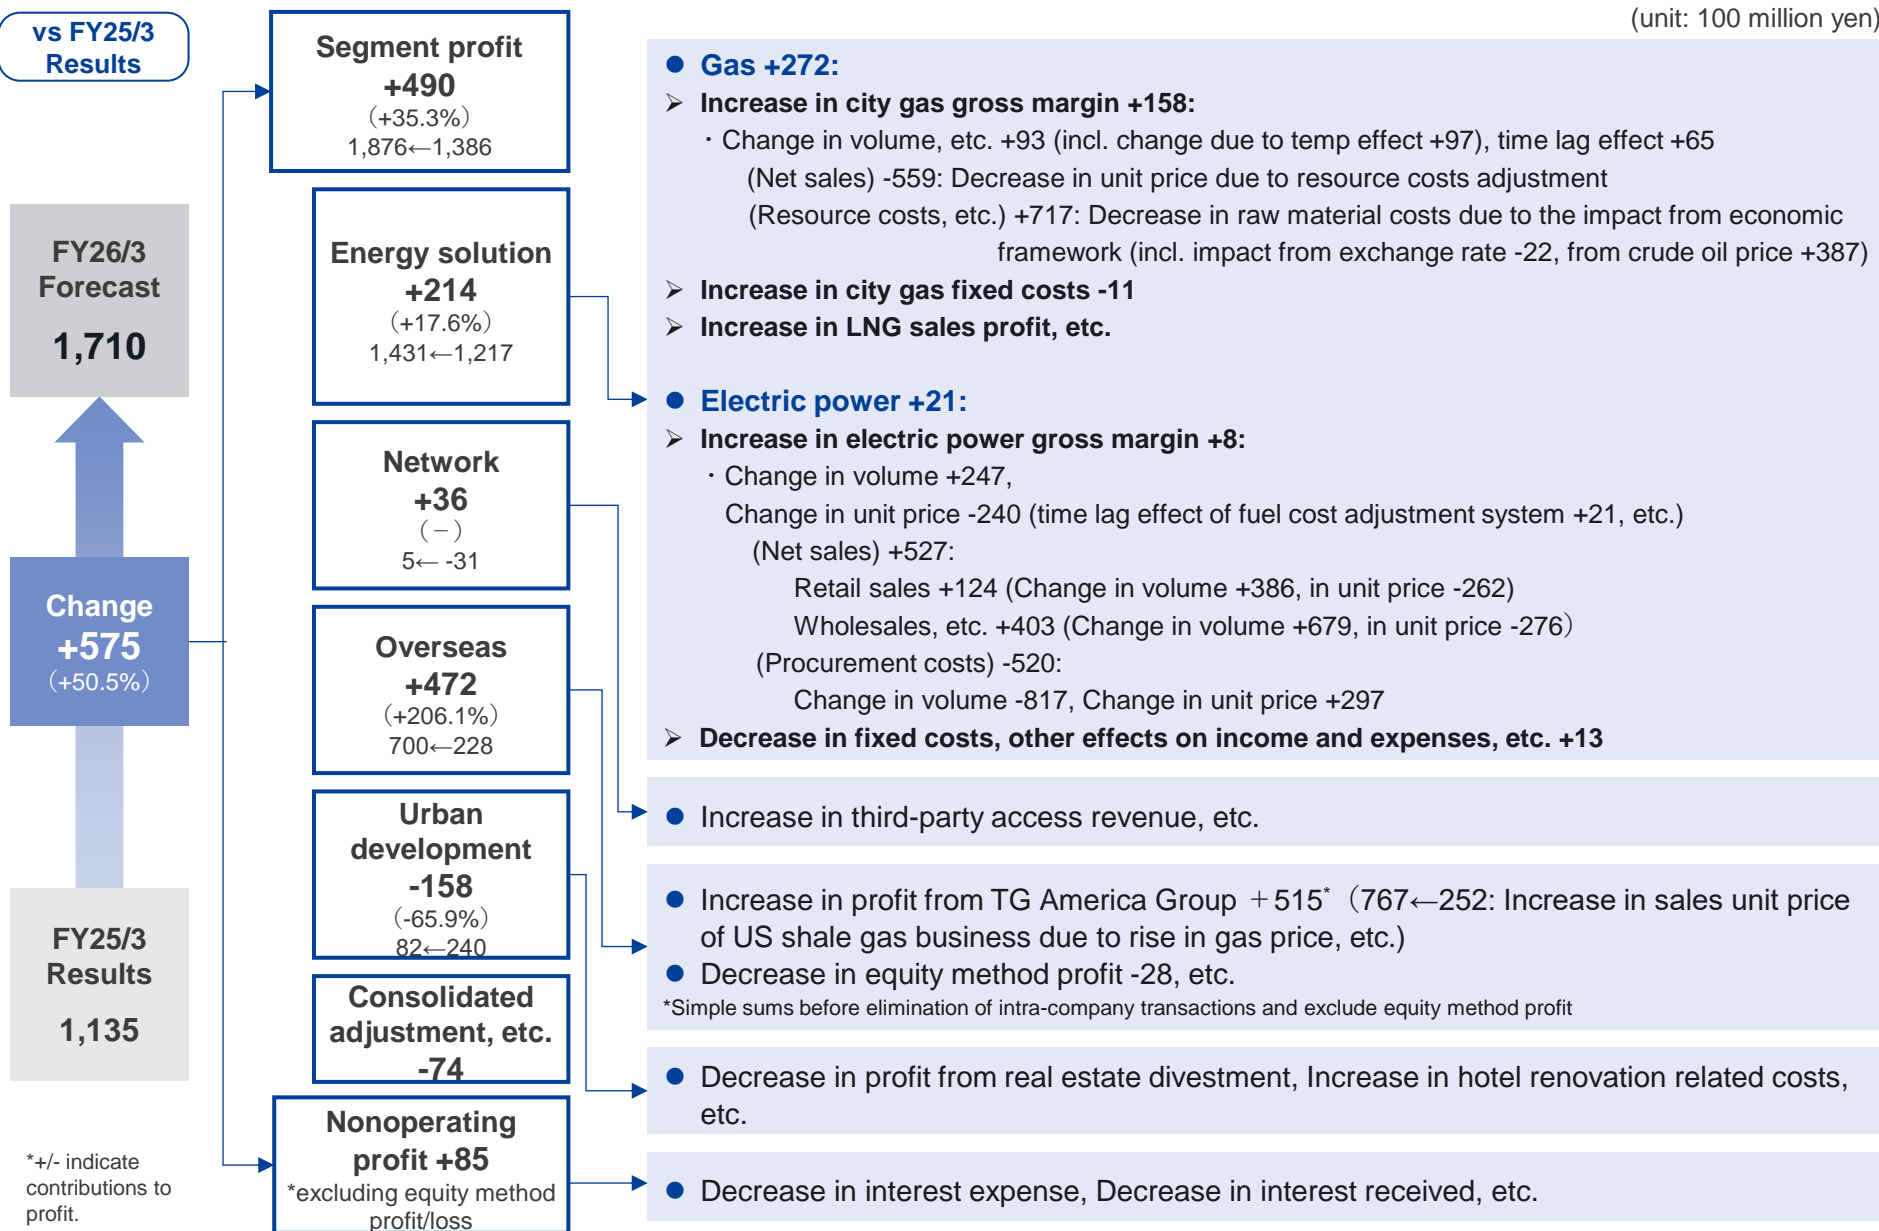 (unit: 100 million yen)
vs FY25/3
Results
FY26/3
Forecast
1,710
Change
+575
(+50.5%)
FY25/3
Results
1,135
*+/- indicate
contributions to
profit.
Segment profit
+490
(+35.3%)
1,876←1,386
Energy solution
+214
(+17.6%)
1,431←1,217
Network
+36
(－)
5← -31
Overseas
+472
(+206.1%)
700←228
Urban
development
-158
(-65.9%)
82←240
Consolidated
adjustment, etc.
-74
Nonoperating
profit +85
*excluding equity method
profit/loss
● Gas +272:
➢ Increase in city gas gross margin +158:
・Change in volume, etc. +93 (incl. change due to temp effect +97), time lag effect +65
(Net sales) -559: Decrease in unit price due to resource costs adjustment
(Resource costs, etc.) +717: Decrease in raw material costs due to the impact from economic
framework (incl. impact from exchange rate -22, from crude oil price +387)
➢ Increase in city gas fixed costs -11
➢ Increase in LNG sales profit, etc.
● Electric power +21:
➢ Increase in electric power gross margin +8:
・Change in volume +247,
Change in unit price -240 (time lag effect of fuel cost adjustment system +21, etc.)
(Net sales) +527:
Retail sales +124 (Change in volume +386, in unit price -262)
Wholesales, etc. +403 (Change in volume +679, in unit price -276）
(Procurement costs) -520:
Change in volume -817, Change in unit price +297
➢ Decrease in fixed costs, other effects on income and expenses, etc. +13
● Increase in third-party access revenue, etc.
● Increase in profit from TG America Group ＋515* （767←252: Increase in sales unit price
of US shale gas business due to rise in gas price, etc.)
● Decrease in equity method profit -28, etc.
*Simple sums before elimination of intra-company transactions and exclude equity method profit
● Decrease in profit from real estate divestment, Increase in hotel renovation related costs,
etc.
● Decrease in interest expense, Decrease in interest received, etc.